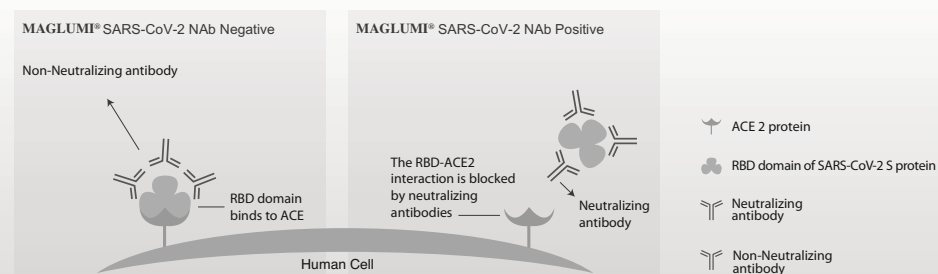 MAGLUMI® SARS-CoV-2 NAb Negative
Non-Neutralizing antibody
RBD domain
binds to ACE
MAGLUMI® SARS-CoV-2 NAb Positive
The RBD-ACE2
interaction is blocked
by neutralizing
antibodies
Neutralizing
antibody
Human Cell
ACE 2 protein
RBD domain of SARS-CoV-2 S protein
Neutralizing
antibody
Non-Neutralizing
antibody